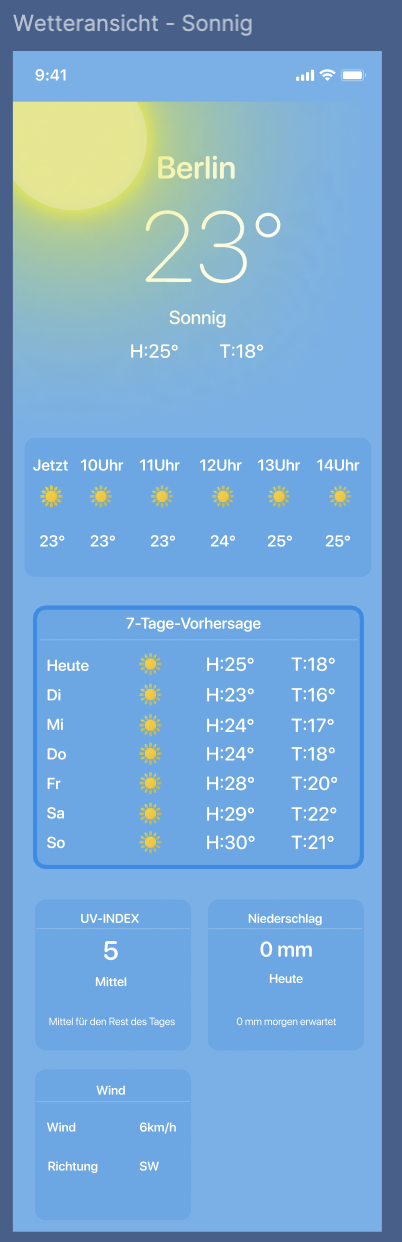 Wetteransicht - Sonnig
9:41
Berlin
23°
Sonnig
H:25° T:18°
Jetzt 10Uhr 11Uhr 12Uhr 13Uhr 14Uhr
23° 23° 23° 24° 25° 25°
7-Tage-Vorhersage
Heute H:25° T:18°
Di H:23° T:16°
Mi H:24° T:17°
Do H:24° T:18°
Fr H:28° T:20°
Sa H:29° T:22°
So H:30° T:21°
UV-INDEX
5
Mittel
Mittel für den Rest des Tages
Niederschlag
0 mm
Heute
0 mm morgen erwartet
Wind
Wind 6km/h
Richtung SW